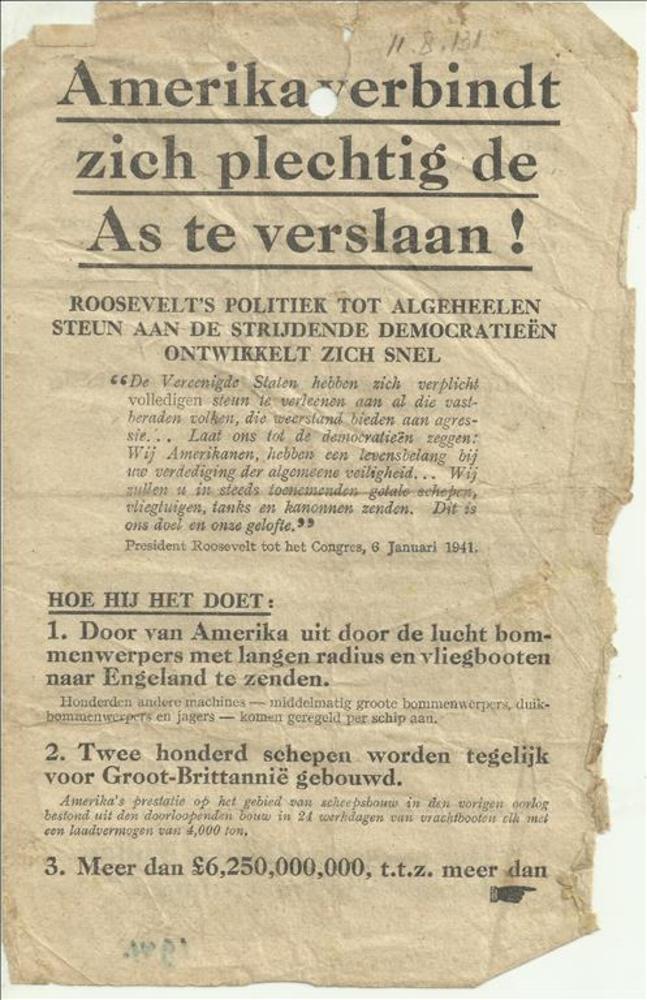 11.8.131
Amerika verbindt
zich plechtig de
As te verslaan !
ROOSEVELT'S POLITIEK TOT ALGEHEELEN
STEUN AAN DE STRIJDENDE DEMOCRATIEËN
ONTWIKKELT ZICH SNEL
“De Vereenigde Staten hebben zich verplicht
volledigen steun te verleenen aan al die vast-
beraden volken, die weerstand bieden aan agres-
sie... Laat ons tot de democratieën zeggen:
Wij Amerikanen, hebben een levensbelang bij
uw verdediging der algemeene veiligheid... Wij
zullen u in steeds toenemenden getale schepen,
vliegtuigen, tanks en kanonnen zenden. Dit is
ons doel en onze gelofte.”
President Roosevelt tot het Congres, 6 Januari 1941.
HOE HIJ HET DOET:
1. Door van Amerika uit door de lucht bom-
menwerpers met langen radius en vliegbooten
naar Engeland te zenden.
Honderden andere machines — middelmatig groote bommenwerpers, duik-
bommenwerpers en jagers — komen geregeld per schip aan.
2. Twee honderd schepen worden tegelijk
voor Groot-Brittannië gebouwd.
Amerika's prestatie op het gebied van scheepsbouw in den vorigen oorlog
bestond uit den doorloopenden bouw in 24 werkdagen van vrachtbooten elk met
een laadvermogen van 4,000 ton.
3. Meer dan £6,250,000,000, t.t.z. meer dan